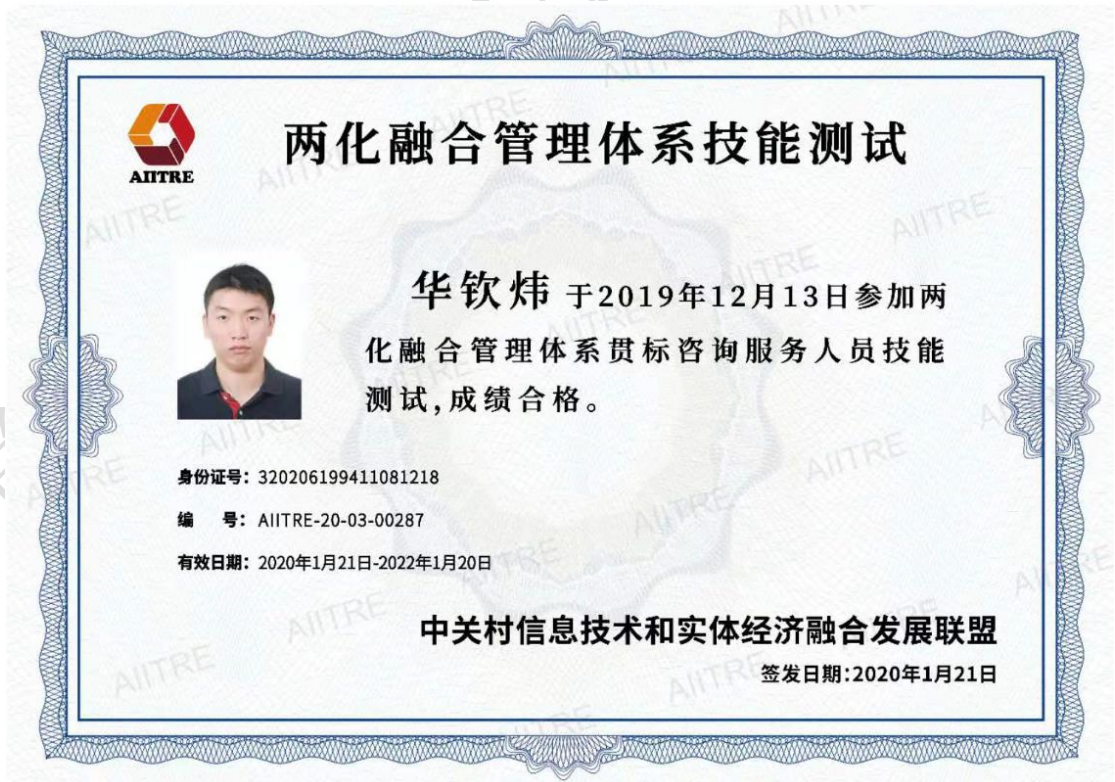 AIITRE
两化融合管理体系技能测试
华钦炜 于2019年12月13日参加两
化融合管理体系贯标咨询服务人员技能
测试,成绩合格。
身份证号：320206199411081218
编 号：AIITRE-20-03-00287
有效日期：2020年1月21日-2022年1月20日
中关村信息技术和实体经济融合发展联盟
签发日期:2020年1月21日